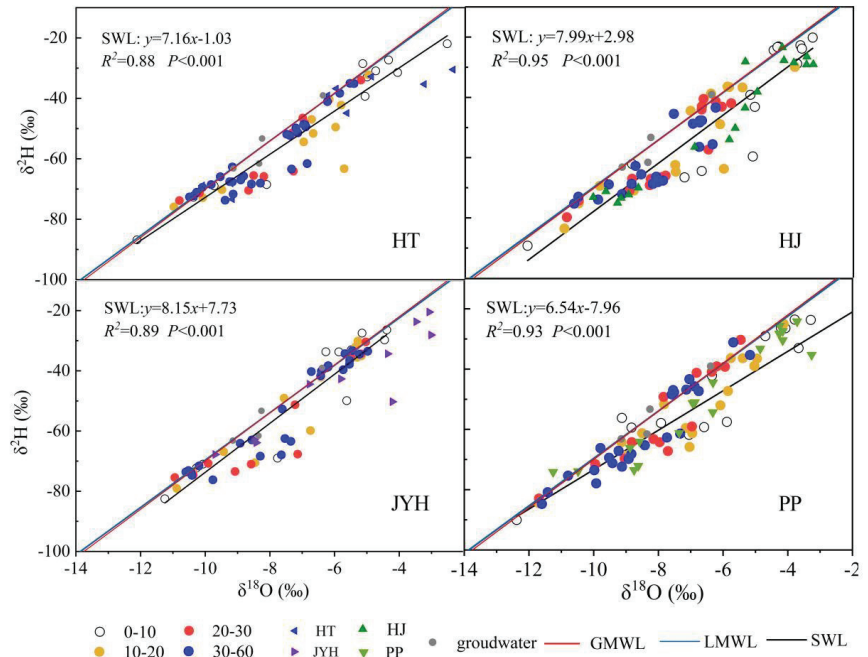 -20
-40
-60
-80
-100
SWL: y=7.16x-1.03
R²=0.88 P<0.001
HT
SWL: y=7.99x+2.98
R²=0.95 P<0.001
HJ
δ²H (‰)
-20
-40
-60
-80
-100
SWL:y=8.15x+7.73
R²=0.89 P<0.001
JYH
SWL:y=6.54x-7.96
R²=0.93 P<0.001
PP
δ²H (‰)
-14 -12 -10 -8 -6 -4 -14 -12 -10 -8 -6 -4 -2
δ¹⁸O (‰) δ¹⁸O (‰)
0-10 20-30 HT HJ groudwater GMWL LMWL SWL
10-20 30-60 JYH PP